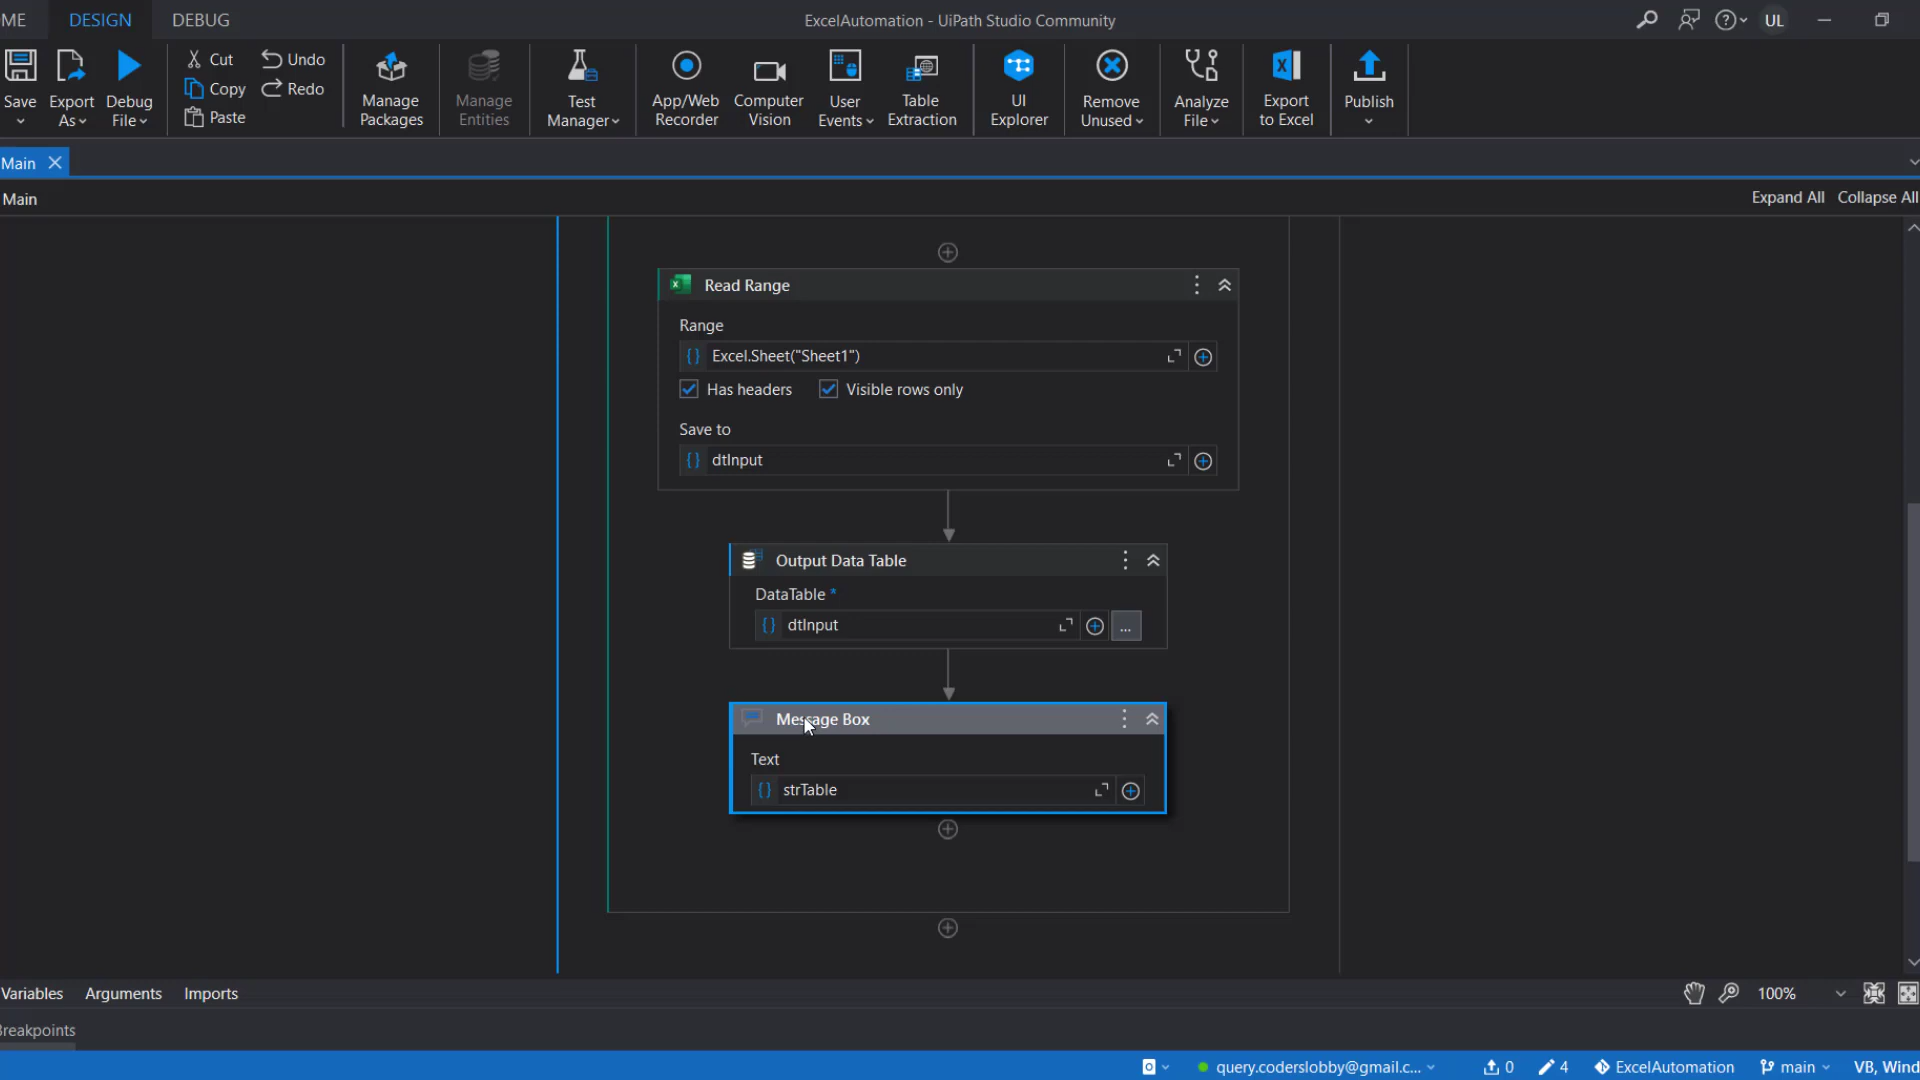 ME DESIGN DEBUG ExcelAutomation - UiPath Studio Community UL
Save
Export As
Debug File
Cut
Copy
Paste
Undo
Redo
Manage Packages
Manage Entities
Test Manager
App/Web Recorder
Computer Vision
User Events
Table Extraction
UI Explorer
Remove Unused
Analyze File
Export to Excel
Publish
Main
Main Expand All Collapse All
Read Range
Range
Excel.Sheet("Sheet1")
Has headers Visible rows only
Save to
dtInput
Output Data Table
DataTable *
dtInput ...
Message Box
Text
strTable
Variables Arguments Imports 100%
Breakpoints
query.coderslobby@gmail.c... 0 4 ExcelAutomation main VB, Wind